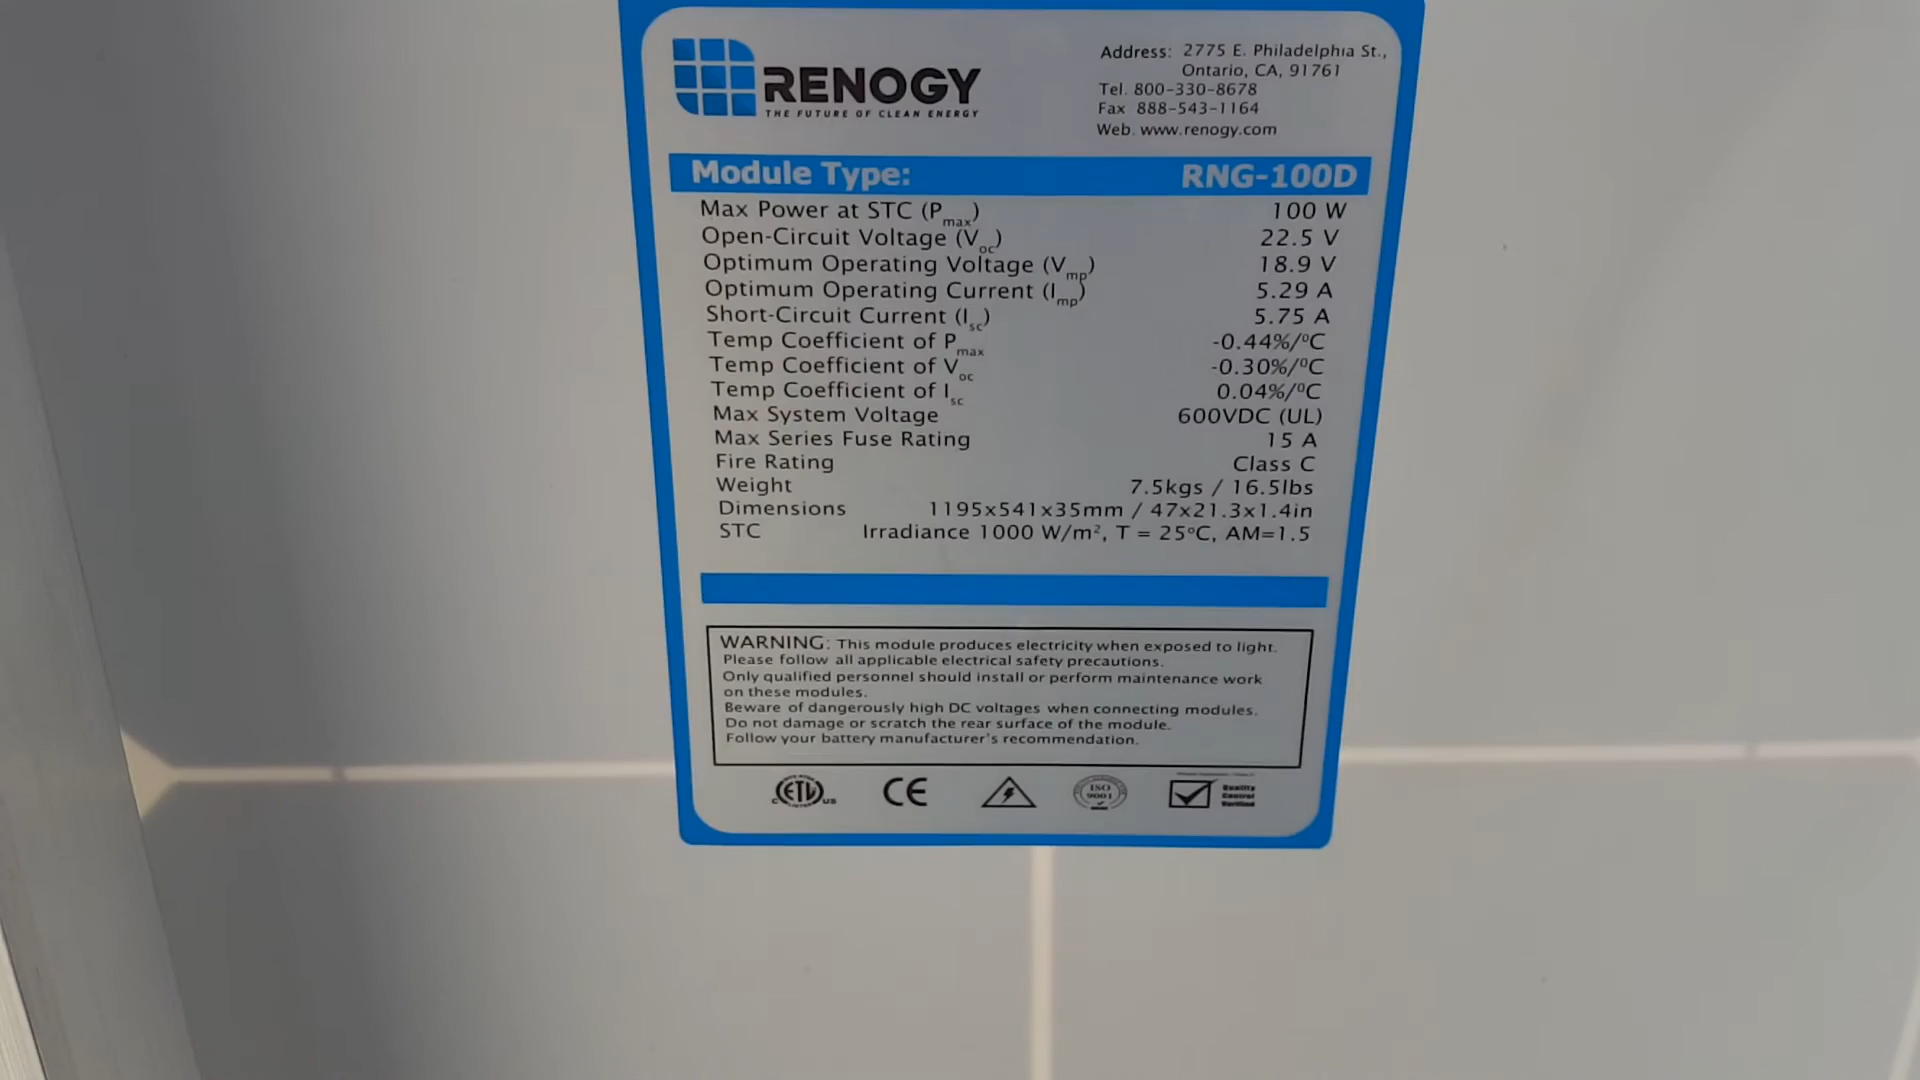 RENOGY
THE FUTURE OF CLEAN ENERGY
Address: 2775 E. Philadelphia St.,
Ontario, CA, 91761
Tel. 800-330-8678
Fax 888-543-1164
Web. www.renogy.com
Module Type: RNG-100D
Max Power at STC (Pmax) 100 W
Open-Circuit Voltage (Voc) 22.5 V
Optimum Operating Voltage (Vmp) 18.9 V
Optimum Operating Current (Imp) 5.29 A
Short-Circuit Current (Isc) 5.75 A
Temp Coefficient of Pmax -0.44%/ºC
Temp Coefficient of Voc -0.30%/ºC
Temp Coefficient of Isc 0.04%/ºC
Max System Voltage 600VDC (UL)
Max Series Fuse Rating 15 A
Fire Rating Class C
Weight 7.5kgs / 16.5lbs
Dimensions 1195x541x35mm / 47x21.3x1.4in
STC Irradiance 1000 W/m², T = 25ºC, AM=1.5
WARNING: This module produces electricity when exposed to light.
Please follow all applicable electrical safety precautions.
Only qualified personnel should install or perform maintenance work
on these modules.
Beware of dangerously high DC voltages when connecting modules.
Do not damage or scratch the rear surface of the module.
Follow your battery manufacturer's recommendation.
C ETL US
CE
ISO
9001
Quality
Control
Verified